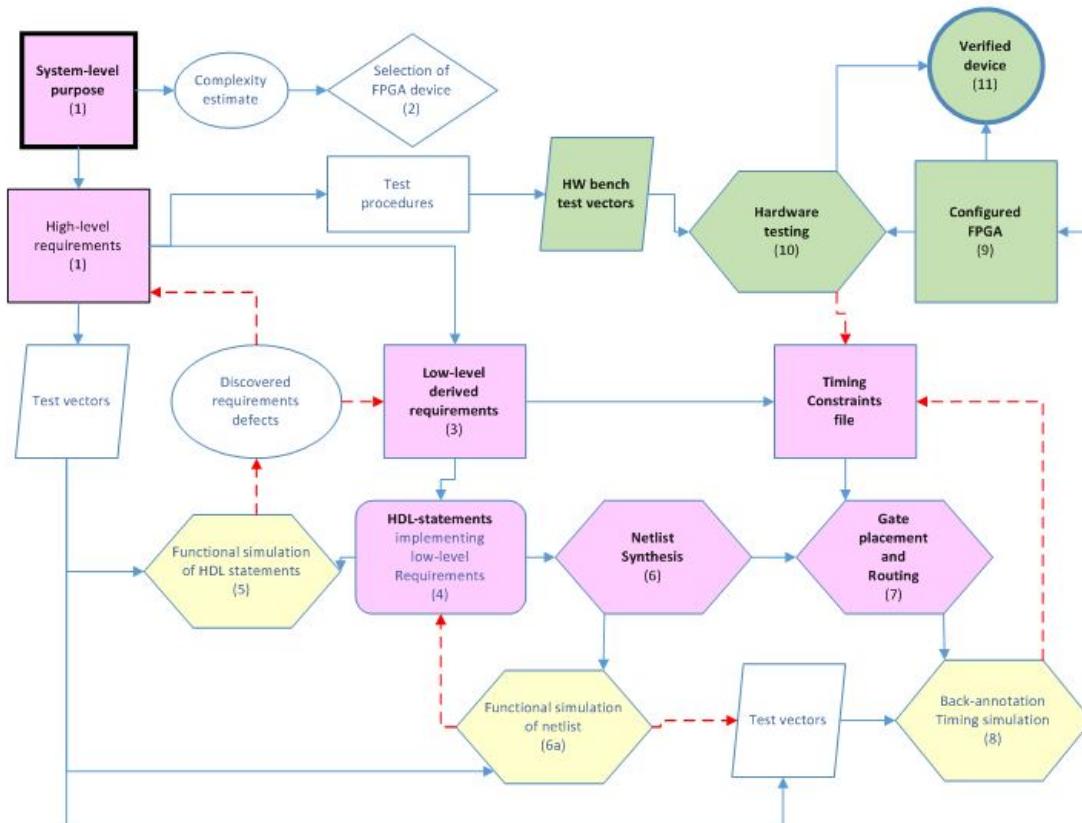 System-level
purpose
(1)
Complexity
estimate
Selection of
FPGA device
(2)
Verified
device
(11)
High-level
requirements
(1)
Test
procedures
HW bench
test vectors
Hardware
testing
(10)
Configured
FPGA
(9)
Test vectors
Discovered
requirements
defects
Low-level
derived
requirements
(3)
Timing
Constraints
file
Functional simulation
of HDL statements
(5)
HDL-statements
implementing
low-level
Requirements
(4)
Netlist
Synthesis
(6)
Gate
placement
and
Routing
(7)
Functional simulation
of netlist
(6a)
Test vectors
Back-annotation
Timing simulation
(8)